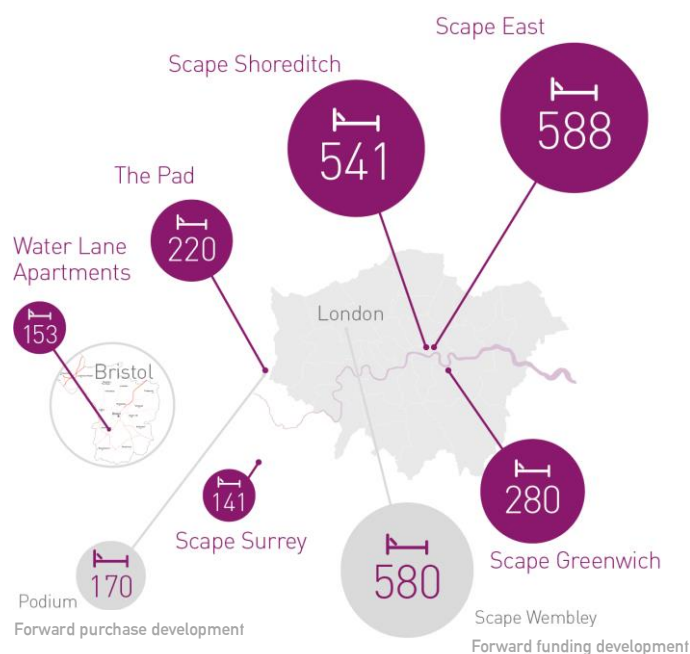 Scape East
Scape Shoreditch
588
541
The Pad
220
Water Lane
Apartments
153
London
Bristol
141
Scape Surrey
280
Scape Greenwich
170
Podium
Forward purchase development
580
Scape Wembley
Forward funding development